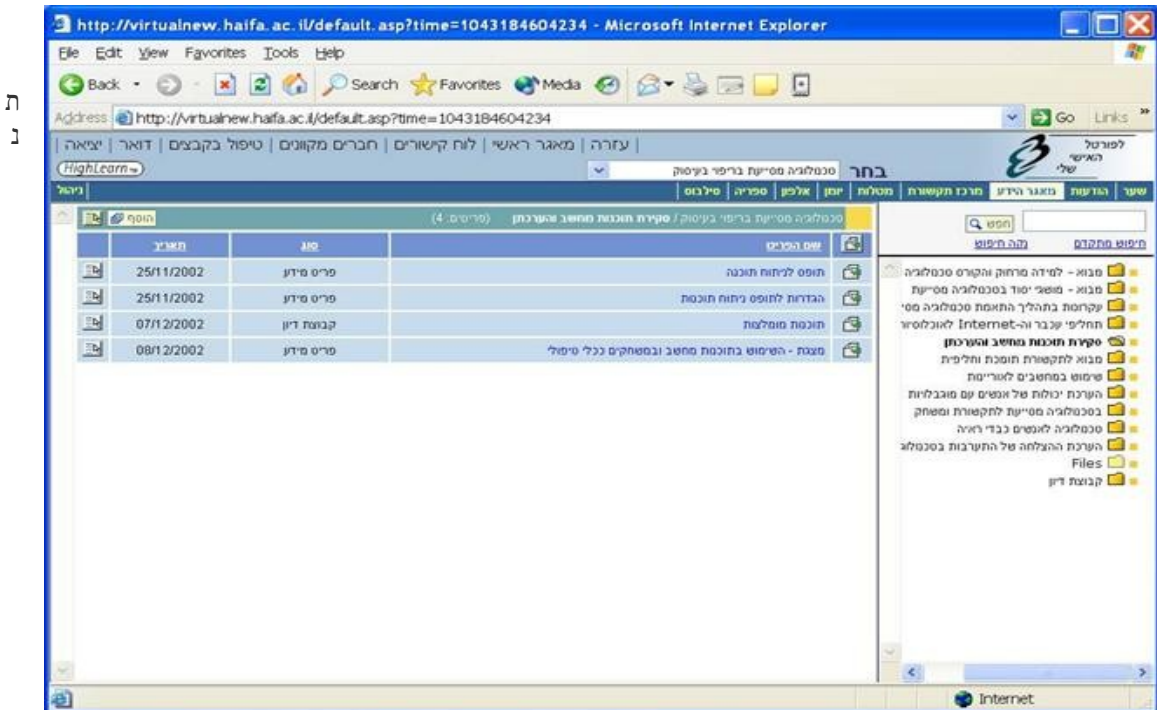 http://virtualnew.haifa.ac.il/default.asp?time=1043184604234 - Microsoft Internet Explorer
File Edit View Favorites Tools Help
Back Search Favorites Media
ת
נ
Address http://virtualnew.haifa.ac.il/default.asp?time=1043184604234 Go Links »
לפורטל האישי שלי
| עזרה | מאגר ראשי | לוח קישורים | חברים מקוונים | טיפול בקבצים | דואר | יציאה |
בחר טכנולוגיה מסייעת בריפוי בעיסוק
HighLearn
שער | הודעות | מאגר הידע | מרכז תקשורת | מטלות | יומן | אלפון | ספריה | סילבוס | ניהול
חפש
חיפוש מתקדם נקה חיפוש
מבוא - למידה מרחוק והקורס טכנולוגיה
מבוא - מושגי יסוד בטכנולוגיה מסייעת
עקרונות בתהליך התאמת טכנולוגיה מסי
תחליפי עכבר וה-Internet לאוכלוסיו
סקירת תוכנות מחשב והערכתן
מבוא לתקשורת תומכת וחליפית
שימוש במחשבים לאוריינות
הערכת יכולות של אנשים עם מוגבלויות
בטכנולוגיה מסייעת לתקשורת ומשחק
טכנולוגיה לאנשים כבדי ראיה
הערכת ההצלחה של התערבות בטכנולוג
Files
קבוצת דיון
טכנולוגיה מסייעת בריפוי בעיסוק / סקירת תוכנות מחשב והערכתן (פריטים: 4) הוסף
שם הפריט סוג תאריך
תופס לניתוח תוכנה פריט מידע 25/11/2002
הגדרות לתופס ניתוח תוכנות פריט מידע 25/11/2002
תוכנות מומלצות קבוצת דיון 07/12/2002
מצגת - השימוש בתוכנות מחשב ובמשחקים ככלי טיפולי פריט מידע 08/12/2002
Internet